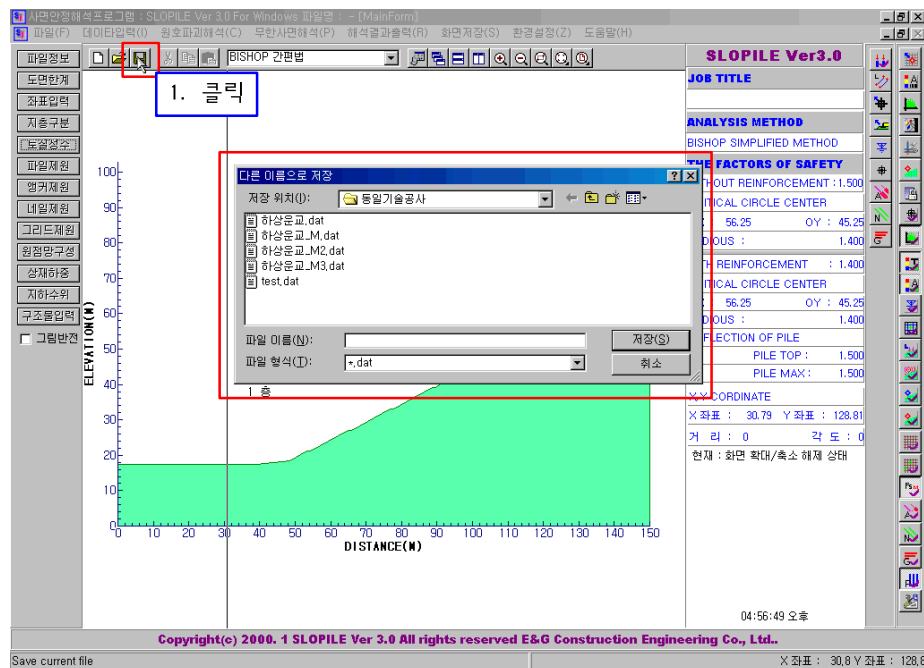 사면안정해석프로그램 : SLOPILE Ver 3.0 For Windows 파일명 : - [MainForm]
파일(F) 데이타입력(I) 원호파괴해석(C) 무한사면해석(P) 해석결과출력(R) 화면저장(S) 환경설정(Z) 도움말(H)
파일정보
BISHOP 간편법
SLOPILE Ver3.0
도면한계
JOB TITLE
1. 클릭
좌표입력
지층구분
ANALYSIS METHOD
토질정수
BISHOP SIMPLIFIED METHOD
파일제원
THE FACTORS OF SAFETY
앵커제원
HOUT REINFORCEMENT : 1.500
네일제원
TICAL CIRCLE CENTER
그리드제원
56.25 OY : 45.25
원점망구성
DIOUS : 1.400
상재하중
TH REINFORCEMENT : 1.400
지하수위
TICAL CIRCLE CENTER
구조물입력
56.25 OY : 45.25
그림반전
DIOUS : 1.400
FLECTION OF PILE
PILE TOP : 1.500
PILE MAX : 1.500
X,Y CORDINATE
X 좌표 : 30.79 Y 좌표 : 128.81
거 리 : 0 각 도 : 0
현재 : 화면 확대/축소 해제 상태
다른 이름으로 저장
저장 위치(I): 동일기술공사
하상운교.dat
하상운교_M.dat
하상운교_M2.dat
하상운교_M3.dat
test.dat
파일 이름(N): 저장(S)
파일 형식(T): *.dat 취소
1 층
ELEVATION(M)
100
90
80
70
60
50
40
30
20
10
0
0 10 20 30 40 50 60 70 80 90 100 110 120 130 140 150
DISTANCE(M)
04:56:49 오후
Copyright(c) 2000. 1 SLOPILE Ver 3.0 All rights reserved E&G Construction Engineering Co., Ltd..
Save current file
X 좌표 : 30.8 Y 좌표 : 128.8